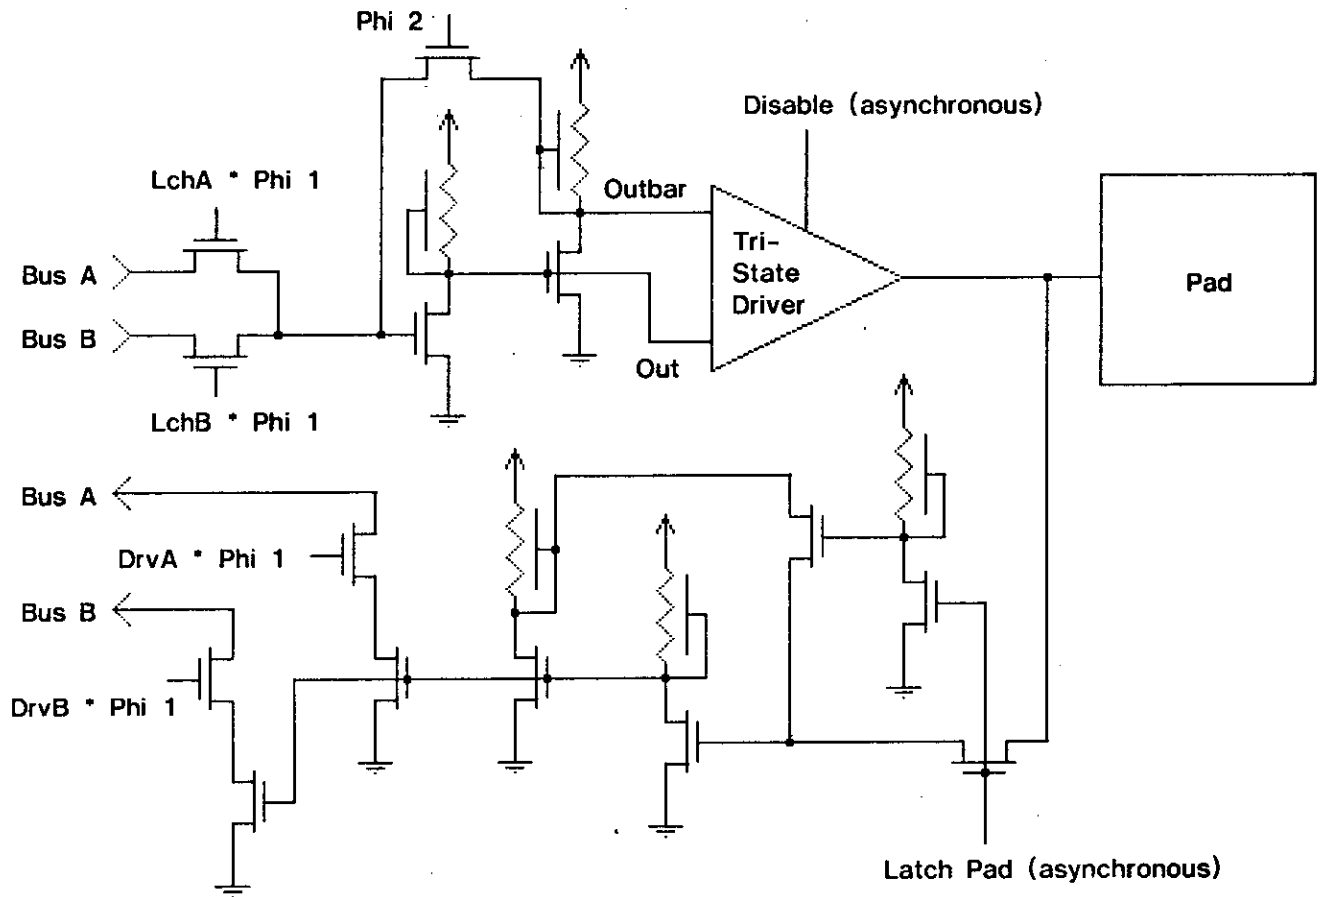 Phi 2
Disable (asynchronous)
LchA * Phi 1
Outbar
Bus A
Tri-
State
Driver
Pad
Bus B
Out
LchB * Phi 1
Bus A
DrvA * Phi 1
Bus B
DrvB * Phi 1
Latch Pad (asynchronous)